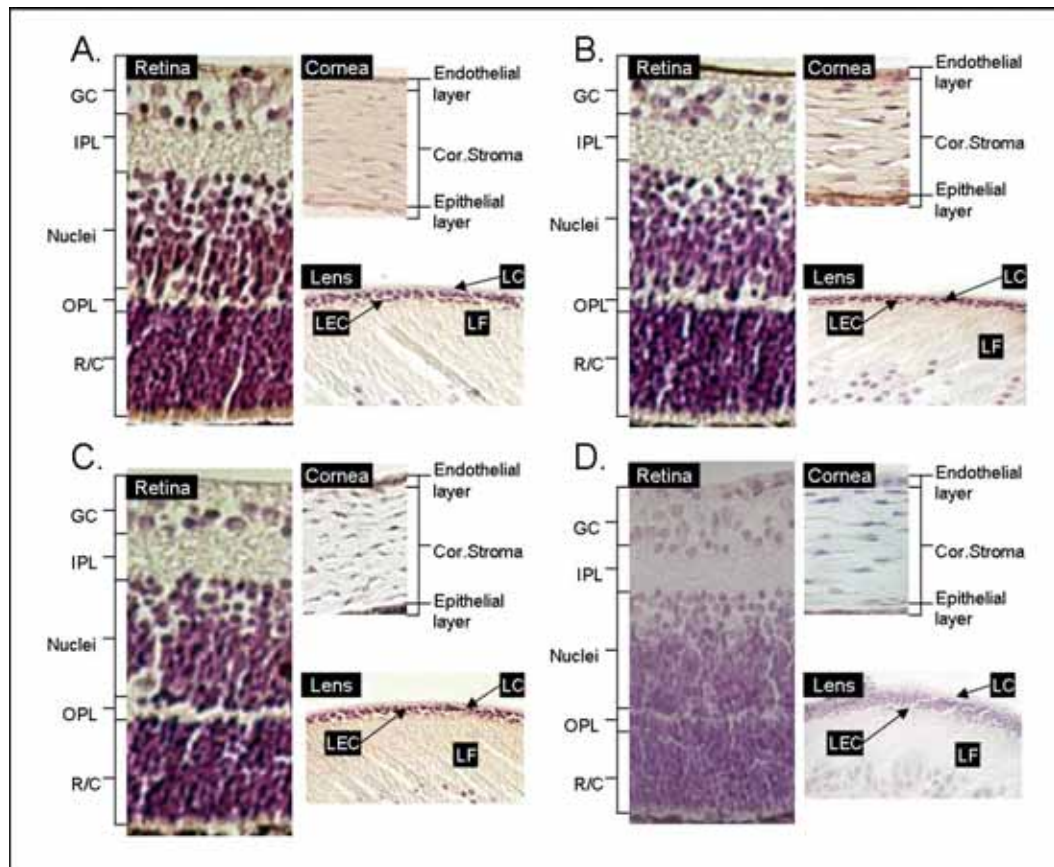 A.
Retina
GC
IPL
Nuclei
OPL
R/C
Cornea
Endothelial
layer
Cor.Stroma
Epithelial
layer
Lens
LC
LEC
LF
B.
Retina
GC
IPL
Nuclei
OPL
R/C
Cornea
Endothelial
layer
Cor.Stroma
Epithelial
layer
Lens
LC
LEC
LF
C.
Retina
GC
IPL
Nuclei
OPL
R/C
Cornea
Endothelial
layer
Cor.Stroma
Epithelial
layer
Lens
LC
LEC
LF
D.
Retina
GC
IPL
Nuclei
OPL
R/C
Cornea
Endothelial
layer
Cor.Stroma
Epithelial
layer
Lens
LC
LEC
LF